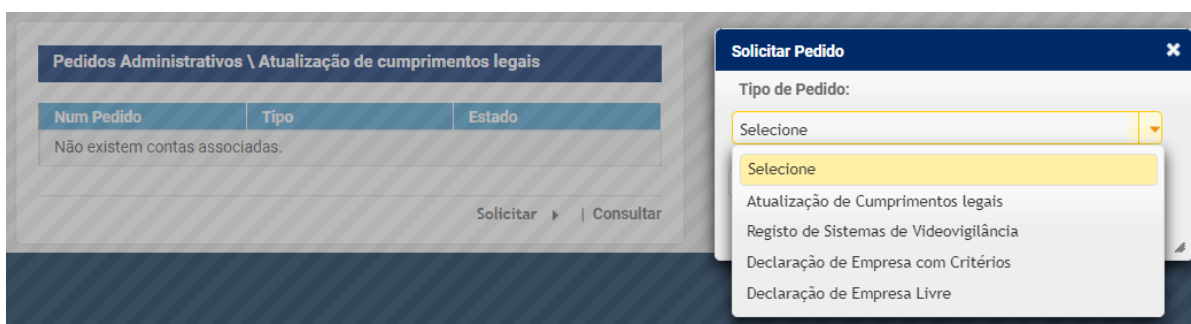 Pedidos Administrativos \ Atualização de cumprimentos legais
Num Pedido Tipo Estado
Não existem contas associadas.
Solicitar | Consultar
Solicitar Pedido
Tipo de Pedido:
Selecione
Selecione
Atualização de Cumprimentos legais
Registo de Sistemas de Videovigilância
Declaração de Empresa com Critérios
Declaração de Empresa Livre